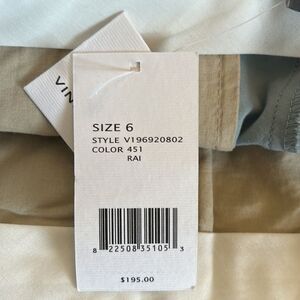 VIN
SIZE 6
STYLE V196920802
COLOR 451
RAI
8 22508 35105 3
$195.00